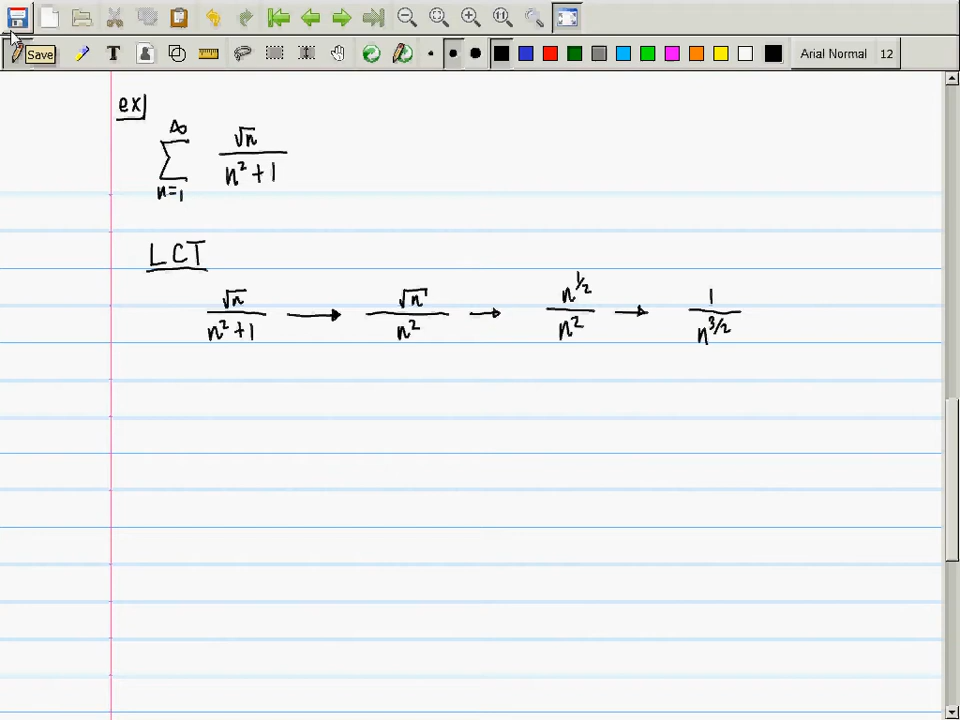 Save
Arial Normal 12
ex)
∞
∑ √n / (n² + 1)
n=1
LCT
√n / (n² + 1) → √n / n² → n^(1/2) / n² → 1 / n^(3/2)